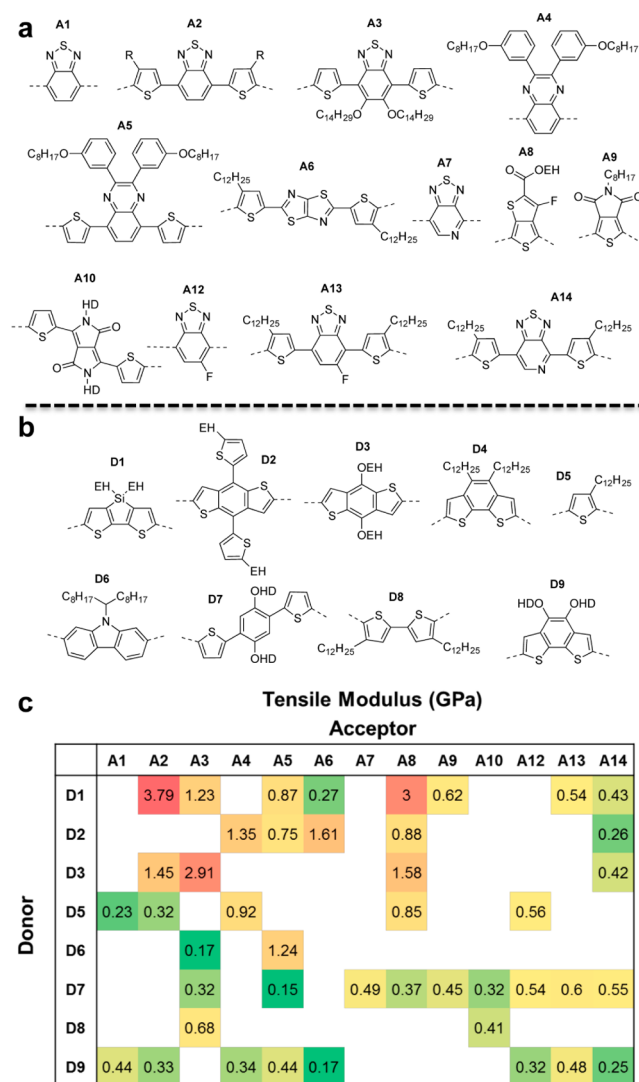 a
A1
A2
A3
A4
N S N
R N S N R
S S
N S N
S S
C14H29O OC14H29
C8H17O OC8H17
N N
A5
C8H17O OC8H17
N N
S S
A6
C12H25
S N S
S N S
C12H25
A7
N S N
N
A8
O OEH
S F
S
A9
C8H17
O N O
S
A10
HD
S N O
O N S
HD
A12
N S N
F
A13
C12H25 N S N C12H25
S S
F
A14
C12H25 N S N C12H25
S N S
b
D1
EH EH
Si
S S
D2
EH
S
S
S
S
EH
D3
OEH
S
S
OEH
D4
C12H25 C12H25
S S
D5
C12H25
S
D6
C8H17 C8H17
N
D7
OHD S
S OHD
D8
S
C12H25 S C12H25
D9
HDO OHD
S S
c
Tensile Modulus (GPa)
Acceptor
A1 A2 A3 A4 A5 A6 A7 A8 A9 A10 A12 A13 A14
Donor
D1 3.79 1.23 0.87 0.27 3 0.62 0.54 0.43
D2 1.35 0.75 1.61 0.88 0.26
D3 1.45 2.91 1.58 0.42
D5 0.23 0.32 0.92 0.85 0.56
D6 0.17 1.24
D7 0.32 0.15 0.49 0.37 0.45 0.32 0.54 0.6 0.55
D8 0.68 0.41
D9 0.44 0.33 0.34 0.44 0.17 0.32 0.48 0.25